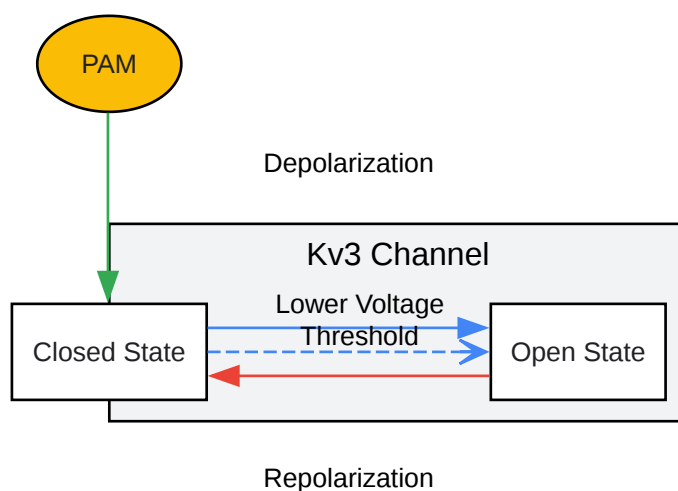 PAM
Depolarization
Kv3 Channel
Lower Voltage
Threshold
Closed State
Open State
Repolarization